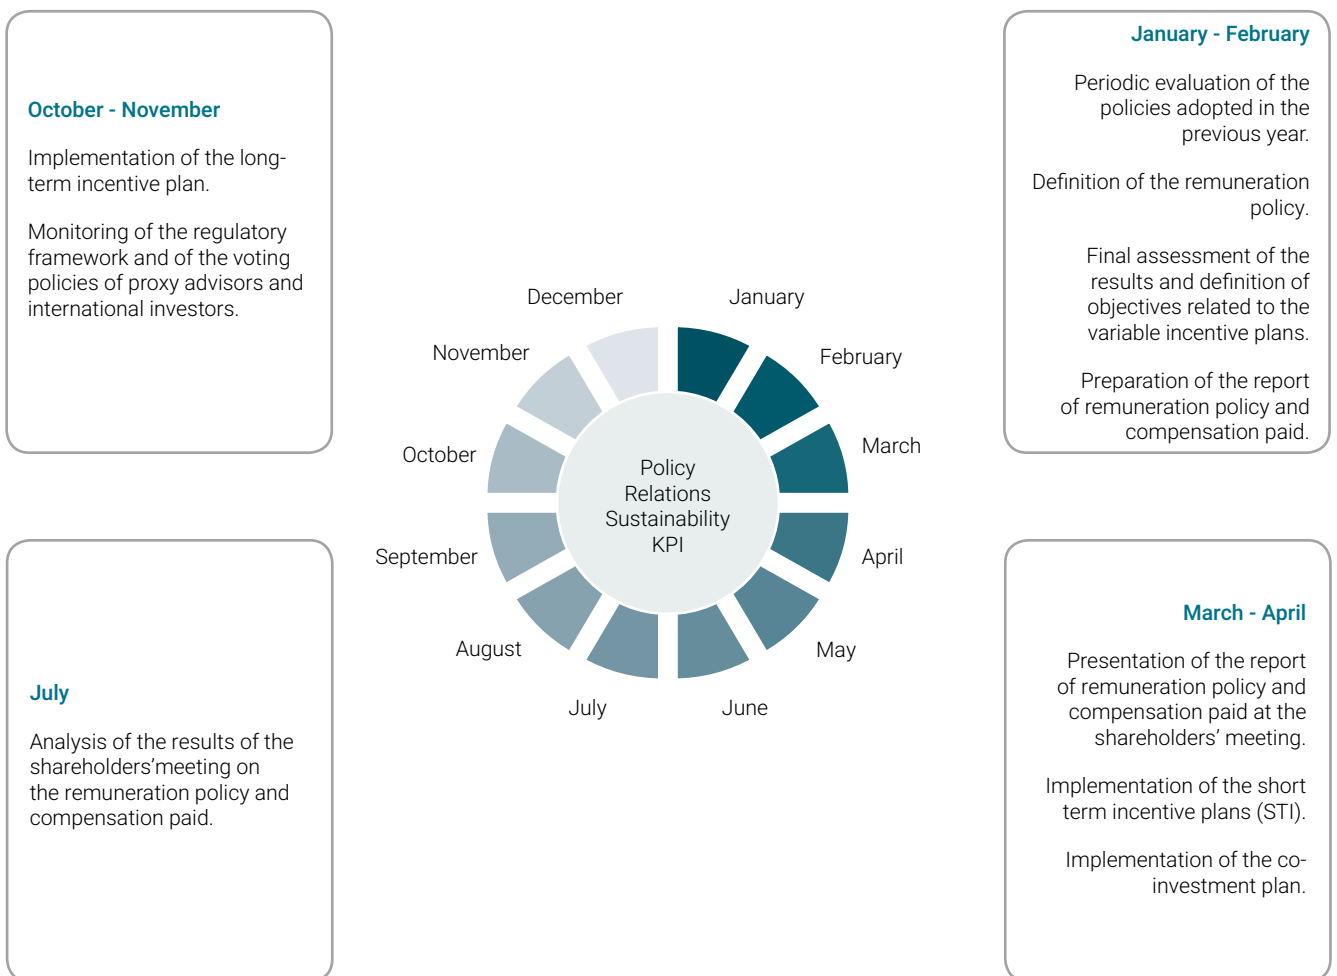 October - November
Implementation of the long-
term incentive plan.
Monitoring of the regulatory
framework and of the voting
policies of proxy advisors and
international investors.
January - February
Periodic evaluation of the
policies adopted in the
previous year.
Definition of the remuneration
policy.
Final assessment of the
results and definition of
objectives related to the
variable incentive plans.
Preparation of the report
of remuneration policy and
compensation paid.
December
January
November
February
October
March
Policy
Relations
Sustainability
KPI
September
April
August
May
July
June
July
Analysis of the results of the
shareholders'meeting on
the remuneration policy and
compensation paid.
March - April
Presentation of the report
of remuneration policy and
compensation paid at the
shareholders’ meeting.
Implementation of the short
term incentive plans (STI).
Implementation of the co-
investment plan.